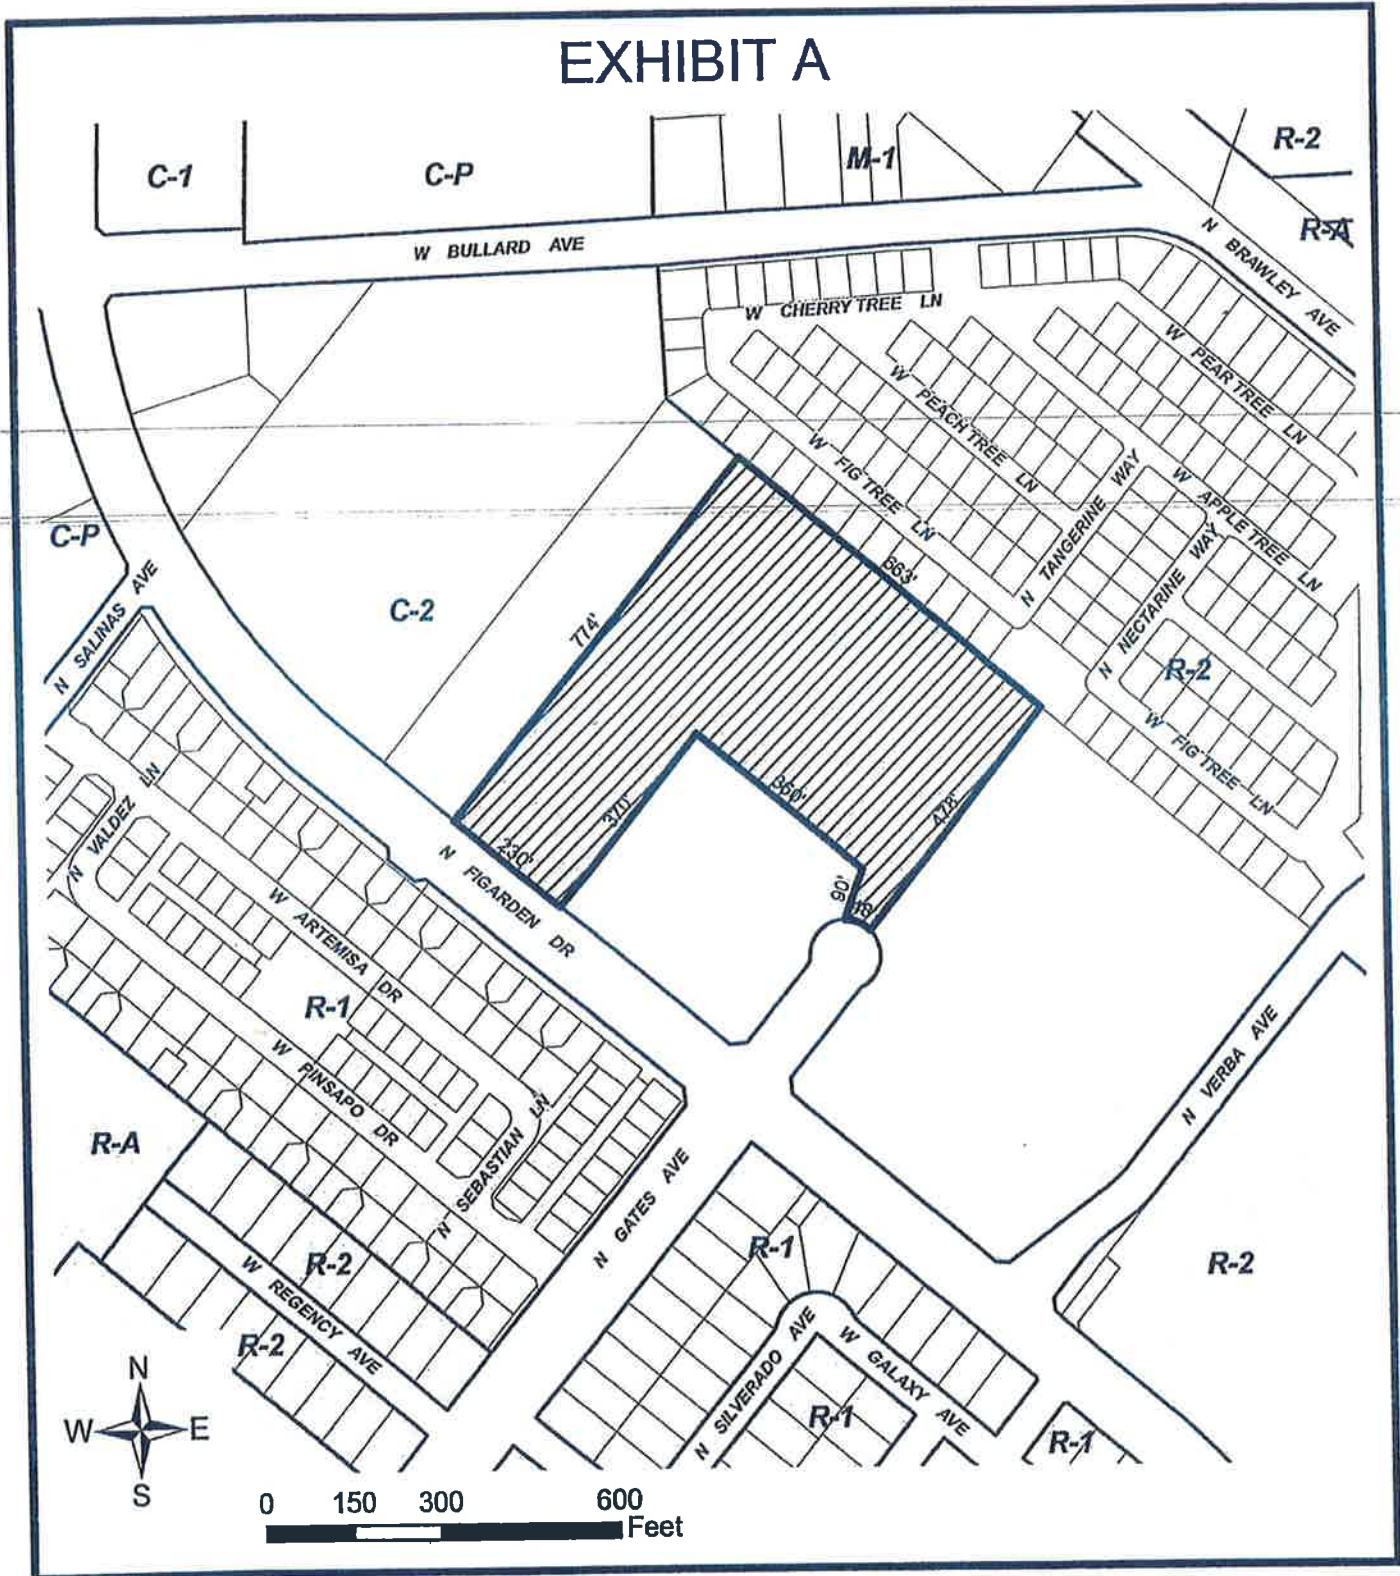 EXHIBIT A
C-1
C-P
M-1
R-2
R-A
W BULLARD AVE
N BRAWLEY AVE
W CHERRY TREE LN
W PEAR TREE LN
W PEACH TREE LN
W FIG TREE LN
N TANGERINE WAY
W APPLE TREE LN
N NECTARINE WAY
C-P
N SALINAS AVE
C-2
774'
663'
R-2
W FIG TREE LN
360'
370'
478'
230'
90'
N VALDEZ LN
N FIGARDEN DR
W ARTEMISA DR
R-1
W PINSAPO DR
N SEBASTIAN LN
N VERBA AVE
R-A
N GATES AVE
R-1
R-2
R-2
W REGENCY AVE
R-2
N SILVERADO AVE
W GALAXY AVE
R-1
R-1
N
W E
S
0 150 300 600
Feet